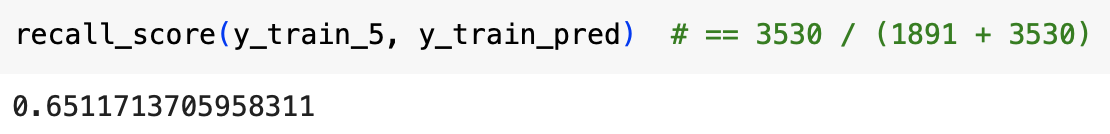 recall_score(y_train_5, y_train_pred)  # == 3530 / (1891 + 3530)
0.6511713705958311